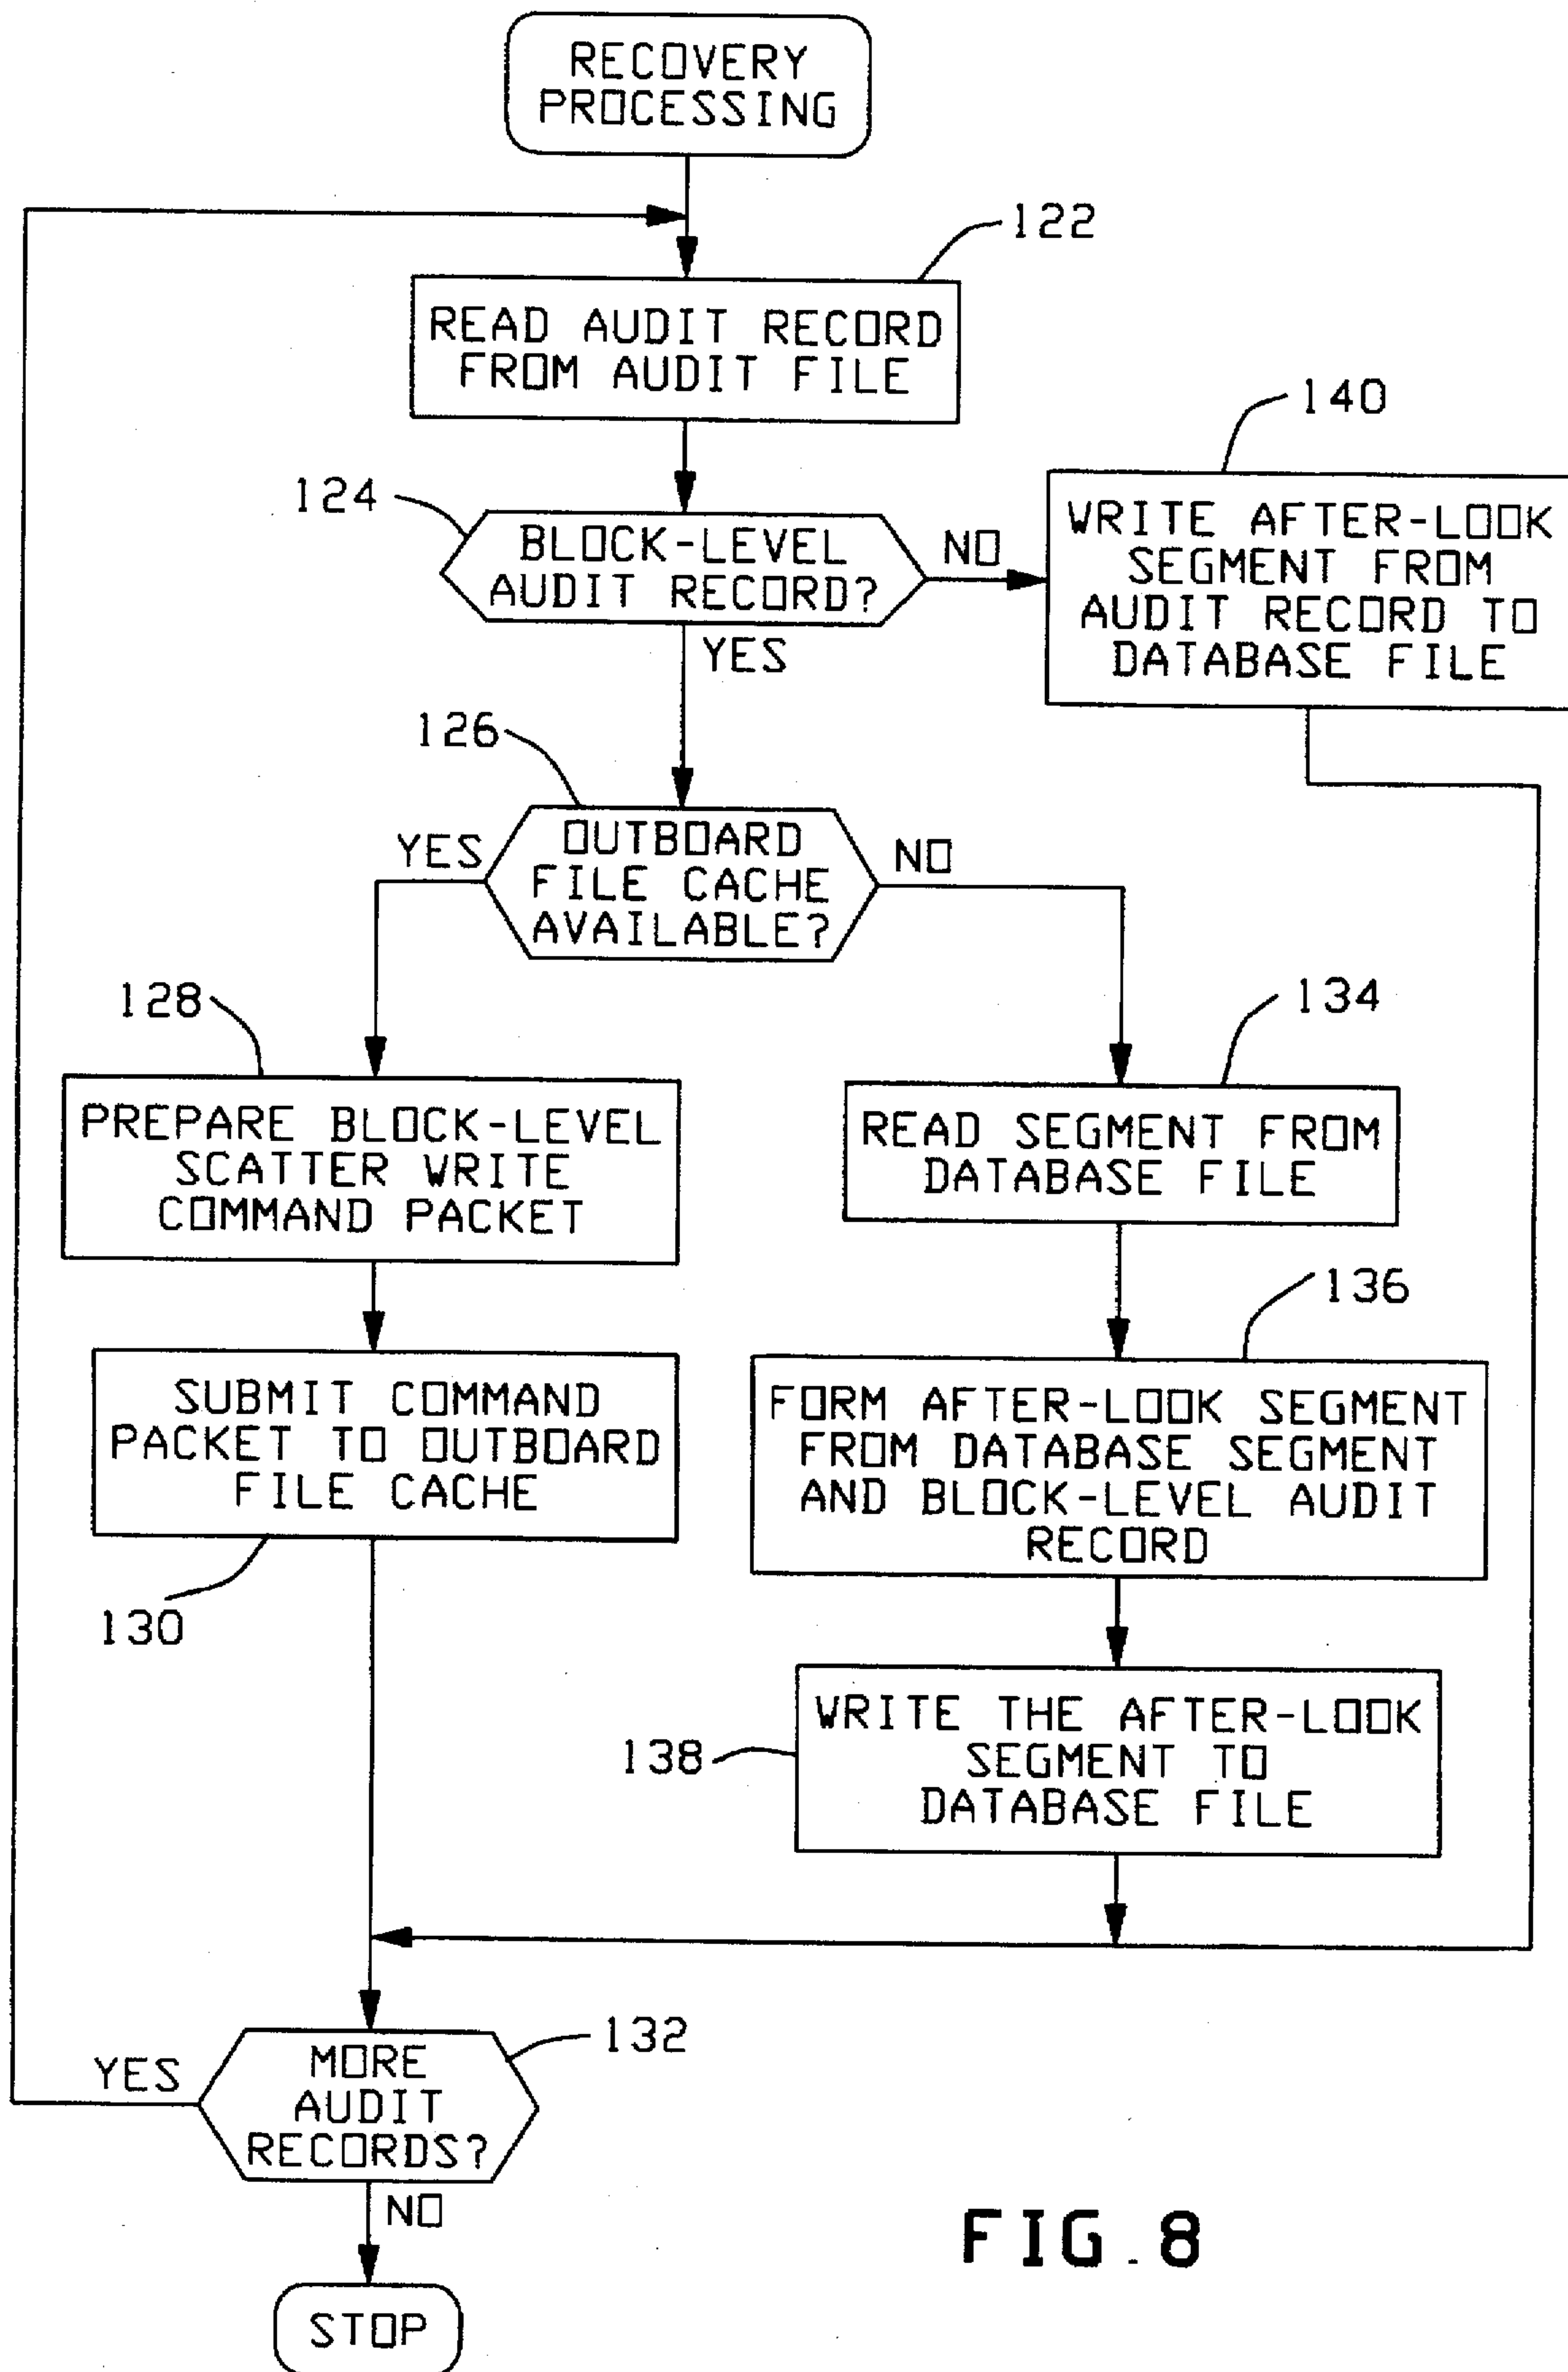 RECOVERY
PROCESSING
122
READ AUDIT RECORD
FROM AUDIT FILE
140
124
BLOCK-LEVEL
AUDIT RECORD?
NO
WRITE AFTER-LOOK
SEGMENT FROM
AUDIT RECORD TO
DATABASE FILE
YES
126
OUTBOARD
FILE CACHE
AVAILABLE?
YES
NO
128
134
PREPARE BLOCK-LEVEL
SCATTER WRITE
COMMAND PACKET
READ SEGMENT FROM
DATABASE FILE
136
SUBMIT COMMAND
PACKET TO OUTBOARD
FILE CACHE
130
FORM AFTER-LOOK SEGMENT
FROM DATABASE SEGMENT
AND BLOCK-LEVEL AUDIT
RECORD
138
WRITE THE AFTER-LOOK
SEGMENT TO
DATABASE FILE
132
YES
MORE
AUDIT
RECORDS?
NO
STOP
FIG.8